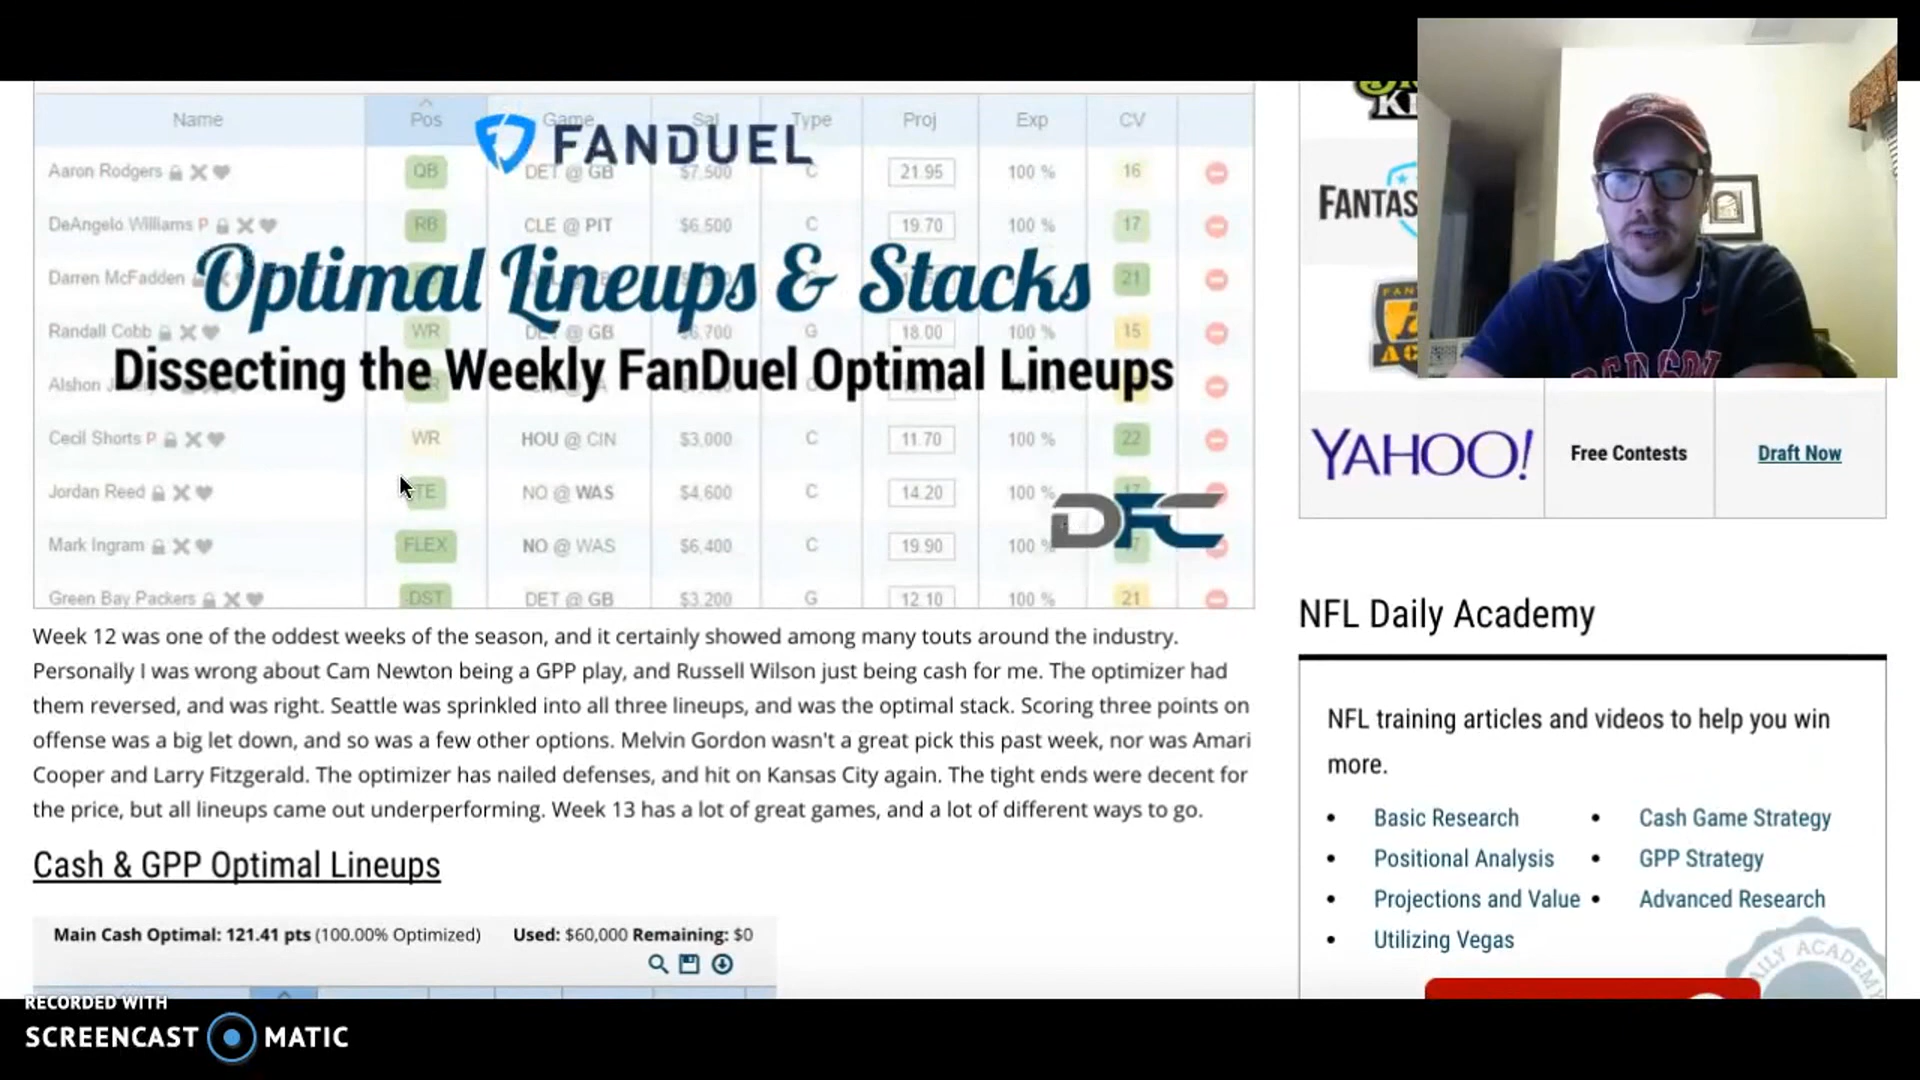 Name Pos Game Sal Type Proj Exp CV
FANDUEL
Aaron Rodgers QB DET @ GB $7,500 C 21.95 100 % 16
DeAngelo Williams P RB CLE @ PIT $6,500 C 19.70 100 % 17
Optimal Lineups & Stacks
Darren McFadden 21
Randall Cobb WR DET @ GB $6,700 G 18.00 100 % 15
Dissecting the Weekly FanDuel Optimal Lineups
Alshon
Cecil Shorts P WR HOU @ CIN $3,000 C 11.70 100 % 22
Jordan Reed TE NO @ WAS $4,600 C 14.20 100 % 17
DFC
Mark Ingram FLEX NO @ WAS $6,400 C 19.90 100 %
Green Bay Packers DST DET @ GB $3,200 G 12.10 100 % 21
Week 12 was one of the oddest weeks of the season, and it certainly showed among many touts around the industry.
Personally I was wrong about Cam Newton being a GPP play, and Russell Wilson just being cash for me. The optimizer had
them reversed, and was right. Seattle was sprinkled into all three lineups, and was the optimal stack. Scoring three points on
offense was a big let down, and so was a few other options. Melvin Gordon wasn't a great pick this past week, nor was Amari
Cooper and Larry Fitzgerald. The optimizer has nailed defenses, and hit on Kansas City again. The tight ends were decent for
the price, but all lineups came out underperforming. Week 13 has a lot of great games, and a lot of different ways to go.
Cash & GPP Optimal Lineups
Main Cash Optimal: 121.41 pts (100.00% Optimized) Used: $60,000 Remaining: $0
FANTAS
RED SOX
YAHOO! Free Contests Draft Now
NFL Daily Academy
NFL training articles and videos to help you win
more.
• Basic Research • Cash Game Strategy
• Positional Analysis • GPP Strategy
• Projections and Value • Advanced Research
• Utilizing Vegas
DAILY ACADEMY
RECORDED WITH
SCREENCAST MATIC